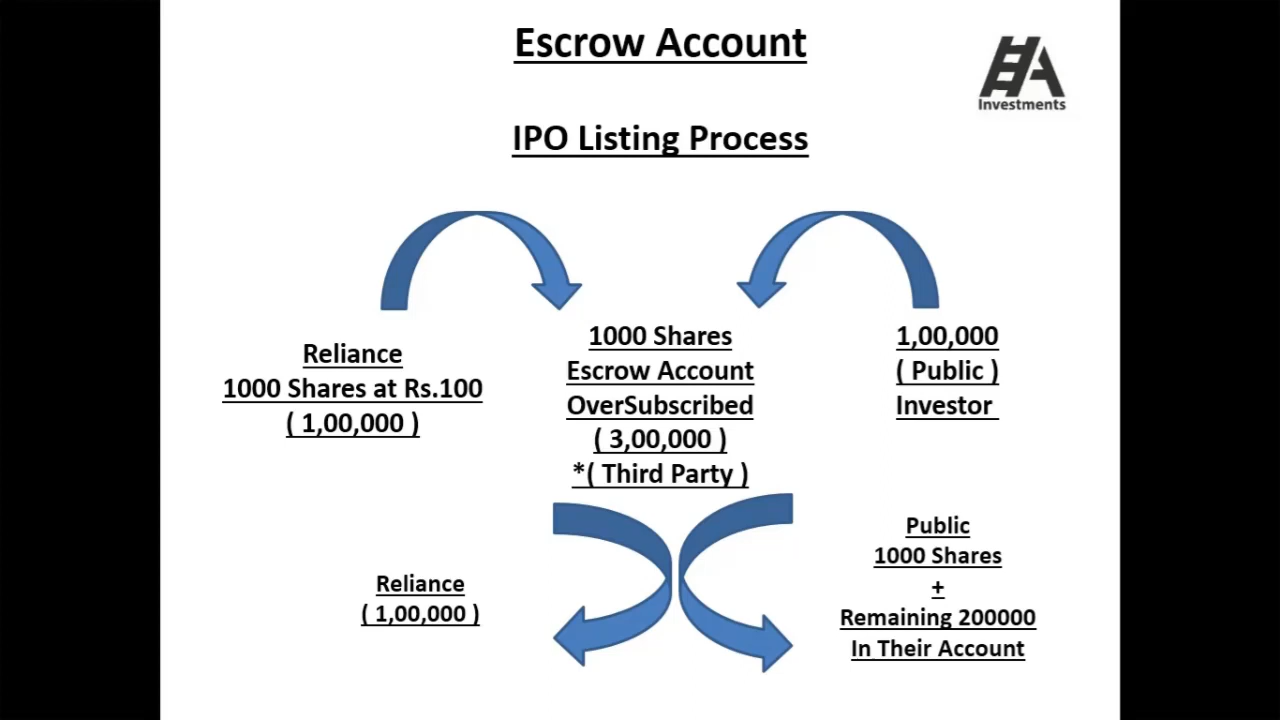 Escrow Account
HA
Investments
IPO Listing Process
Reliance
1000 Shares at Rs.100
( 1,00,000 )
1000 Shares
Escrow Account
OverSubscribed
( 3,00,000 )
*( Third Party )
1,00,000
( Public )
Investor
Reliance
( 1,00,000 )
Public
1000 Shares
+
Remaining 200000
In Their Account